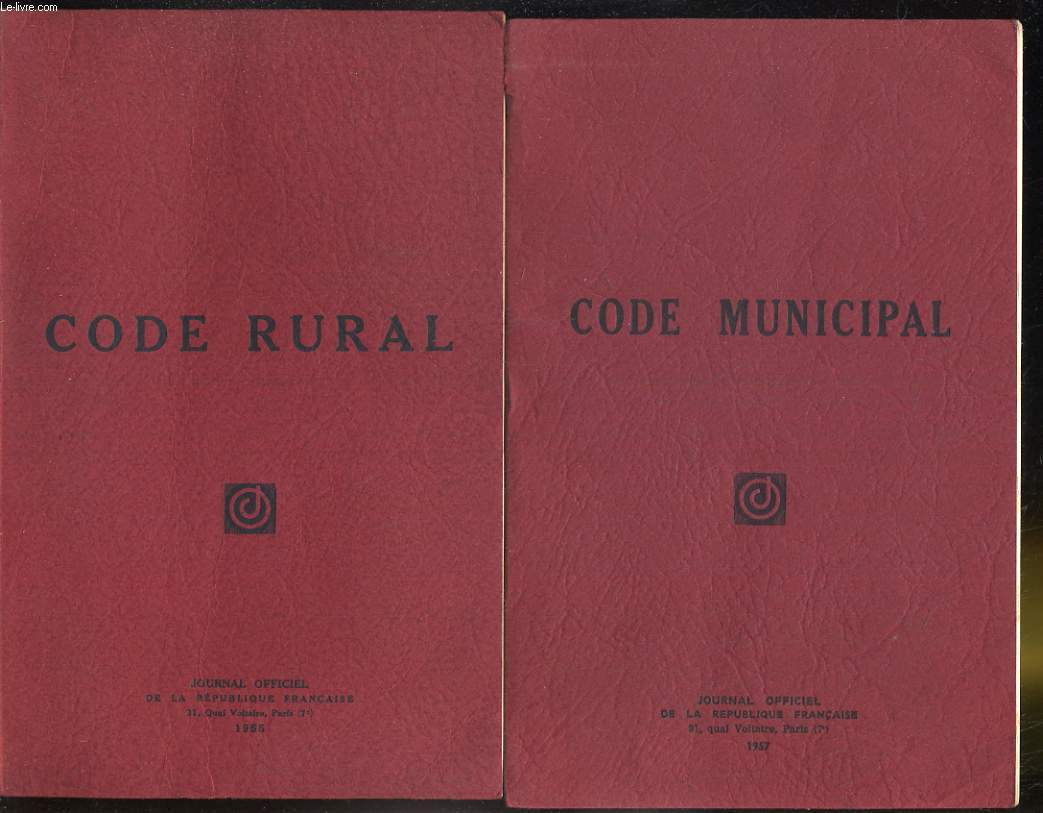 Le-livre.com
CODE RURAL
JOURNAL OFFICIEL
DE LA RÉPUBLIQUE FRANÇAISE
31, Quai Voltaire, Paris (7e)
CODE MUNICIPAL
JOURNAL OFFICIEL
DE LA REPUBLIQUE FRANÇAISE
31, quai Voltaire, Paris (7e)
1957